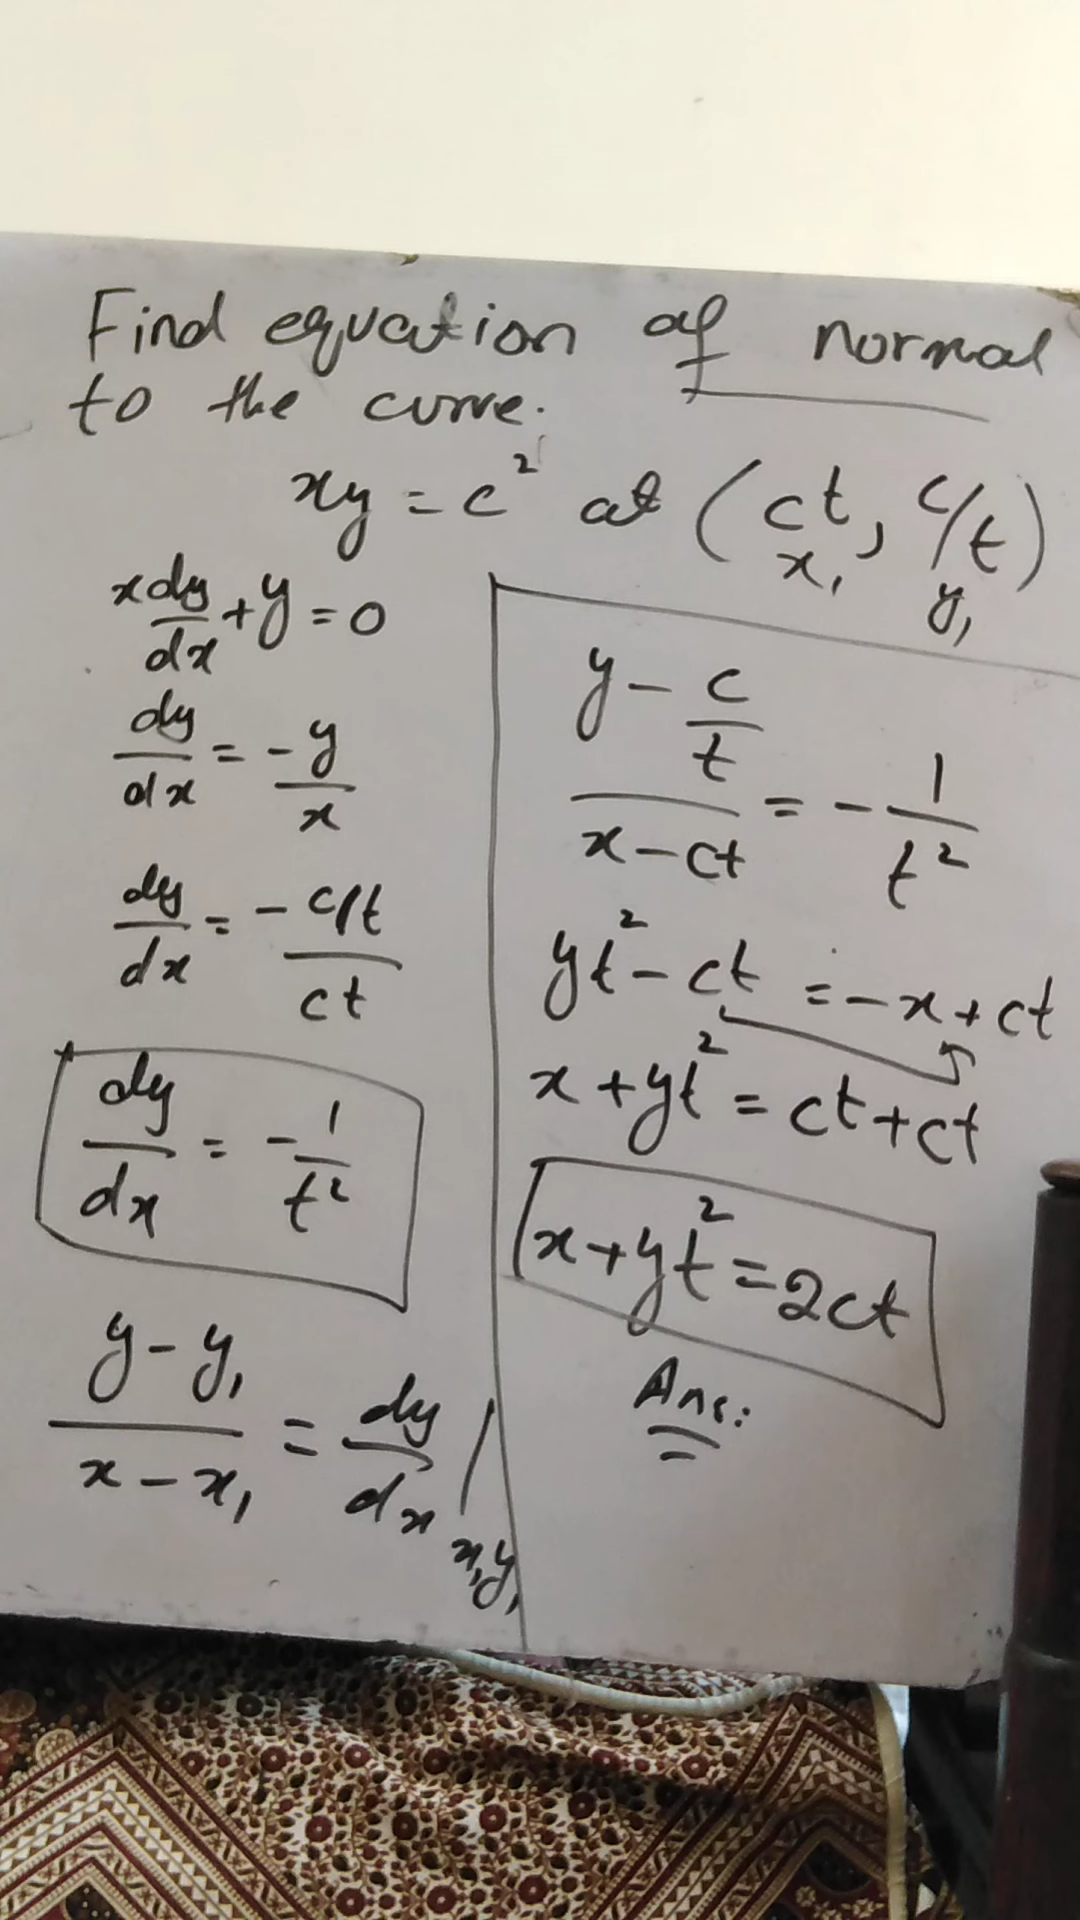 Find equation of normal
to the curve.
xy = c² at (ct, c/t)
x₁ y₁
x dy/dx + y = 0
dy/dx = -y/x
dy/dx = - c/t / ct
dy/dx = - 1/t²
y - y₁ / x - x₁ = dy/dx / x₁y₁
y - c/t / x - ct = - 1/t²
yt² - ct = -x + ct
x + yt² = ct + ct
x + yt² = 2ct
Ans: